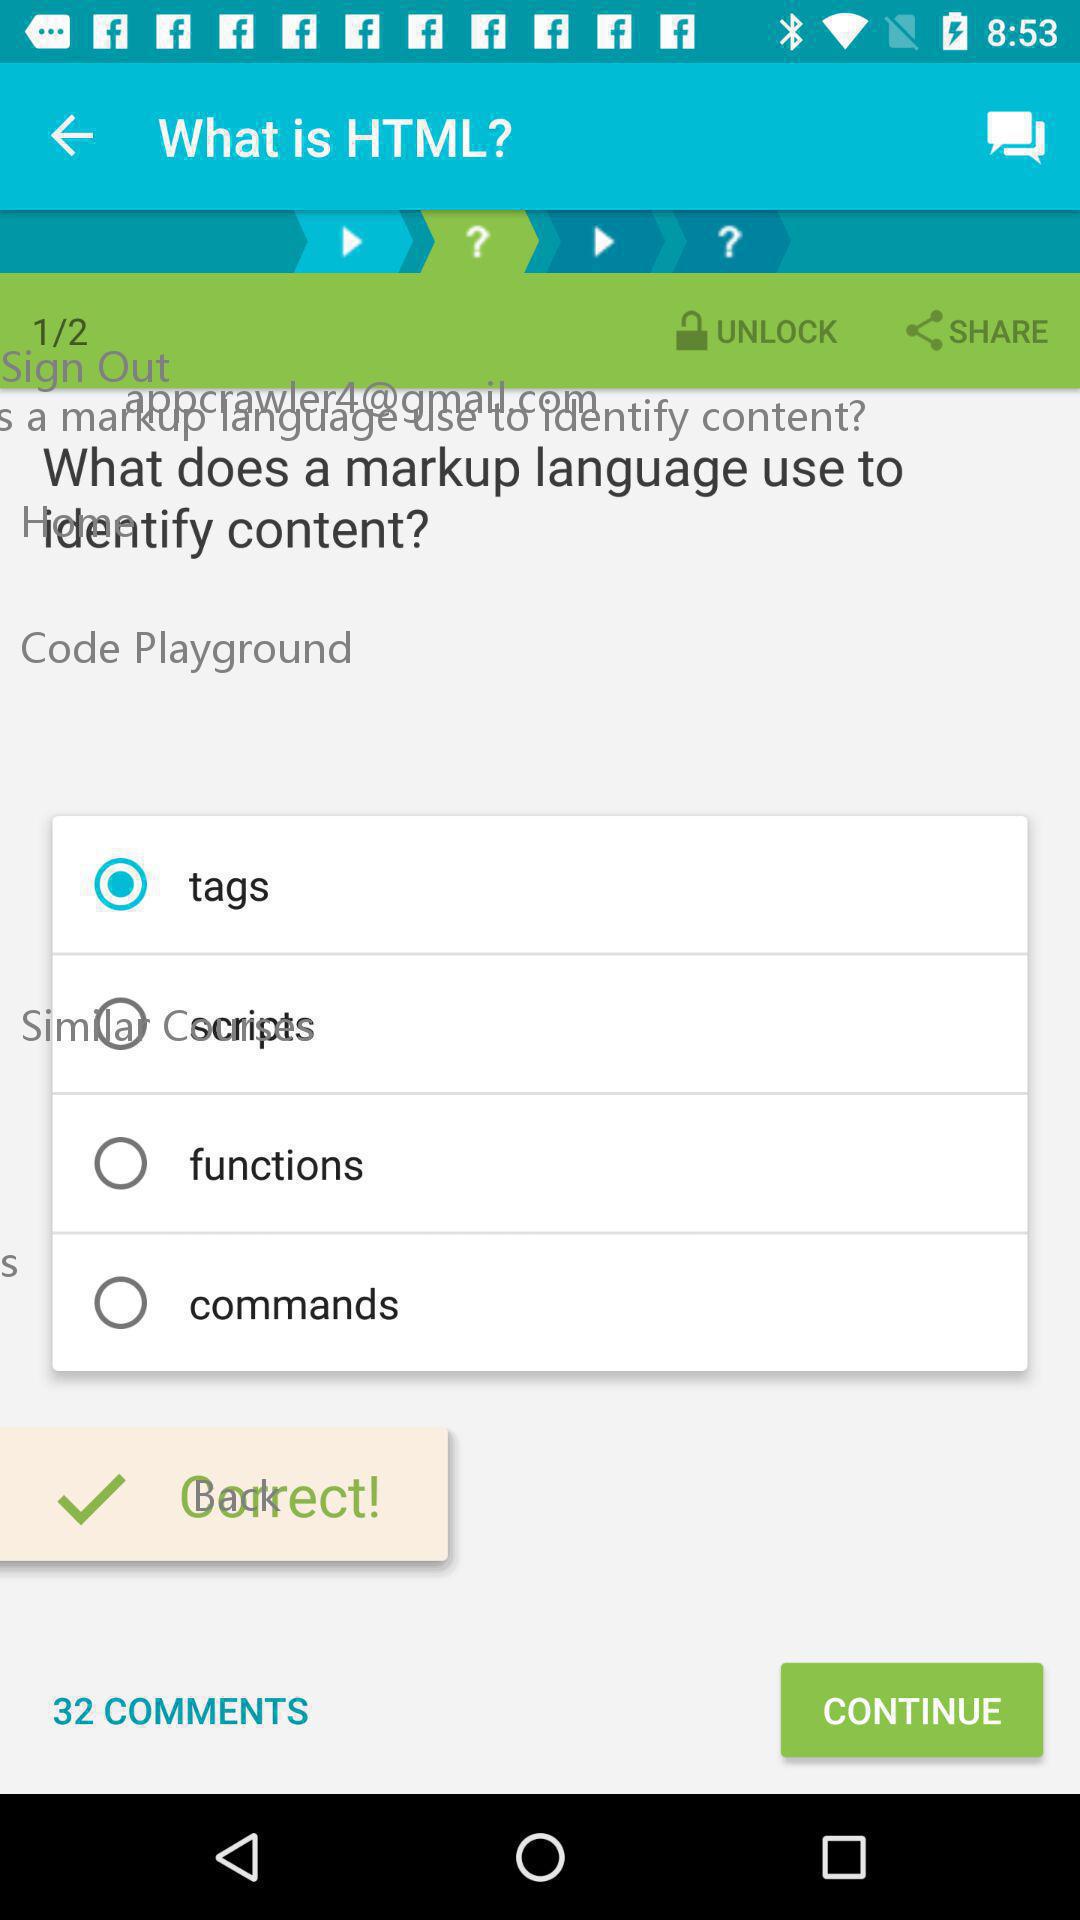 8:53
What is HTML?
? ?
1/2 UNLOCK SHARE
Sign Out
appcrawler4@gmail.com
s a markup language use to identify content?
What does a markup language use to
identify content?
Home
Code Playground
tags
scripts
Similar Courses
functions
s
commands
Correct!
Back
32 COMMENTS CONTINUE